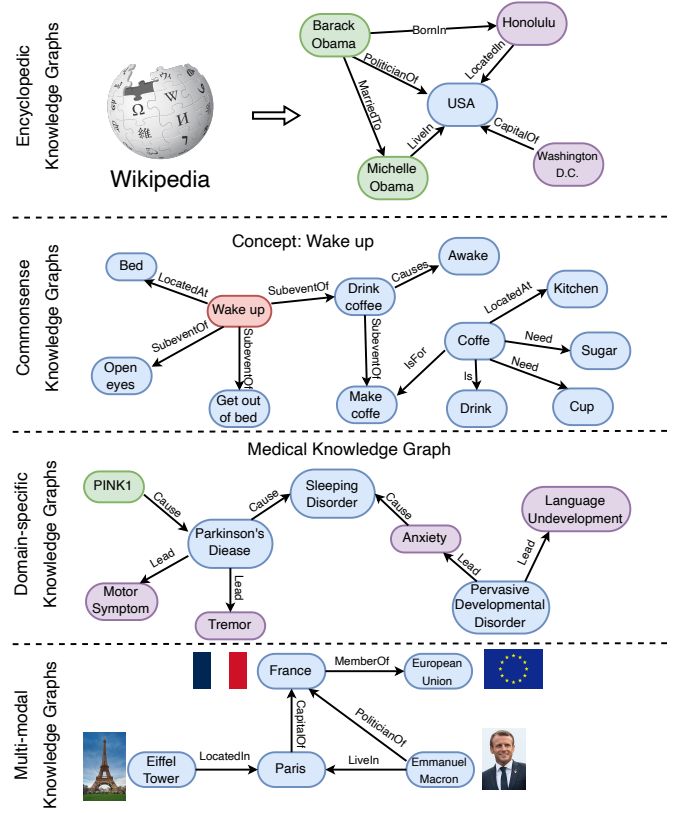 Encyclopedic
Knowledge Graphs
Ω
W
維
И
Wikipedia
Barack
Obama
BornIn
Honolulu
PoliticianOf
LocatedIn
MarriedTo
USA
LiveIn
CapitalOf
Michelle
Obama
Washington
D.C.
Commonsense
Knowledge Graphs
Concept: Wake up
Bed
LocatedAt
Wake up
SubeventOf
Drink
coffee
Causes
Awake
SubeventOf
Open
eyes
SubeventOf
Get out
of bed
SubeventOf
Make
coffe
IsFor
Coffe
LocatedAt
Kitchen
Need
Sugar
Need
Cup
Is
Drink
Domain-specific
Knowledge Graphs
Medical Knowledge Graph
PINK1
Cause
Parkinson's
Diease
Cause
Sleeping
Disorder
Lead
Motor
Symptom
Lead
Tremor
Cause
Anxiety
Lead
Pervasive
Developmental
Disorder
Lead
Language
Undevelopment
Multi-modal
Knowledge Graphs
France
MemberOf
European
Union
CapitalOf
PoliticianOf
Eiffel
Tower
LocatedIn
Paris
LiveIn
Emmanuel
Macron